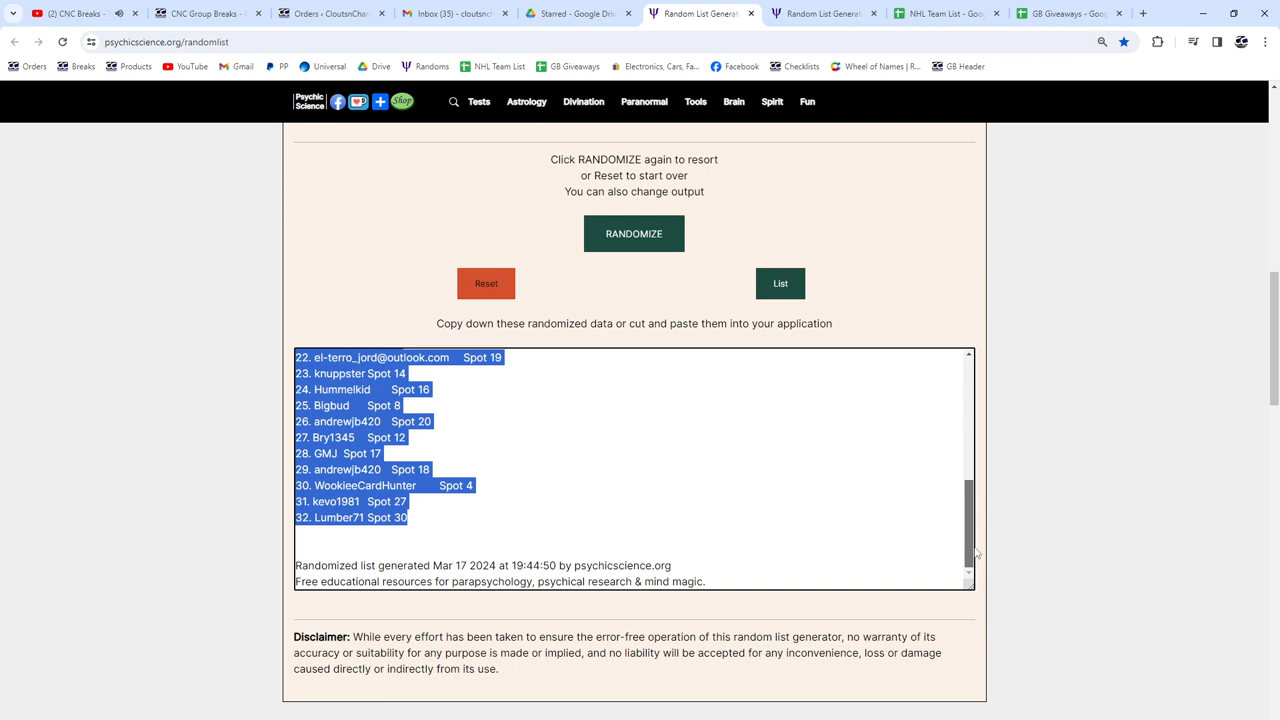 (2) CNC Breaks -
CNC Group Breaks - S
Orders < CloutsnChar
Inbox (35) - cloutsnch
Starred - Google Driv
Random List Generat
Random List Generat
NHL Team List - Goo
GB Giveaways - Goog
psychicscience.org/randomlist
Orders
Breaks
Products
YouTube
Gmail
PP
Universal
Drive
Randoms
NHL Team List
GB Giveaways
Electronics, Cars, Fa...
Facebook
Checklists
Wheel of Names | R...
GB Header
Psychic
Science
Shop
Tests
Astrology
Divination
Paranormal
Tools
Brain
Spirit
Fun
Click RANDOMIZE again to resort
or Reset to start over
You can also change output
RANDOMIZE
Reset
List
Copy down these randomized data or cut and paste them into your application
22. el-terro_jord@outlook.com Spot 19
23. knuppster Spot 14
24. Hummelkid Spot 16
25. Bigbud Spot 8
26. andrewjb420 Spot 20
27. Bry1345 Spot 12
28. GMJ Spot 17
29. andrewjb420 Spot 18
30. WookieeCardHunter Spot 4
31. kevo1981 Spot 27
32. Lumber71 Spot 30
Randomized list generated Mar 17 2024 at 19:44:50 by psychicscience.org
Free educational resources for parapsychology, psychical research & mind magic.
Disclaimer: While every effort has been taken to ensure the error-free operation of this random list generator, no warranty of its
accuracy or suitability for any purpose is made or implied, and no liability will be accepted for any inconvenience, loss or damage
caused directly or indirectly from its use.